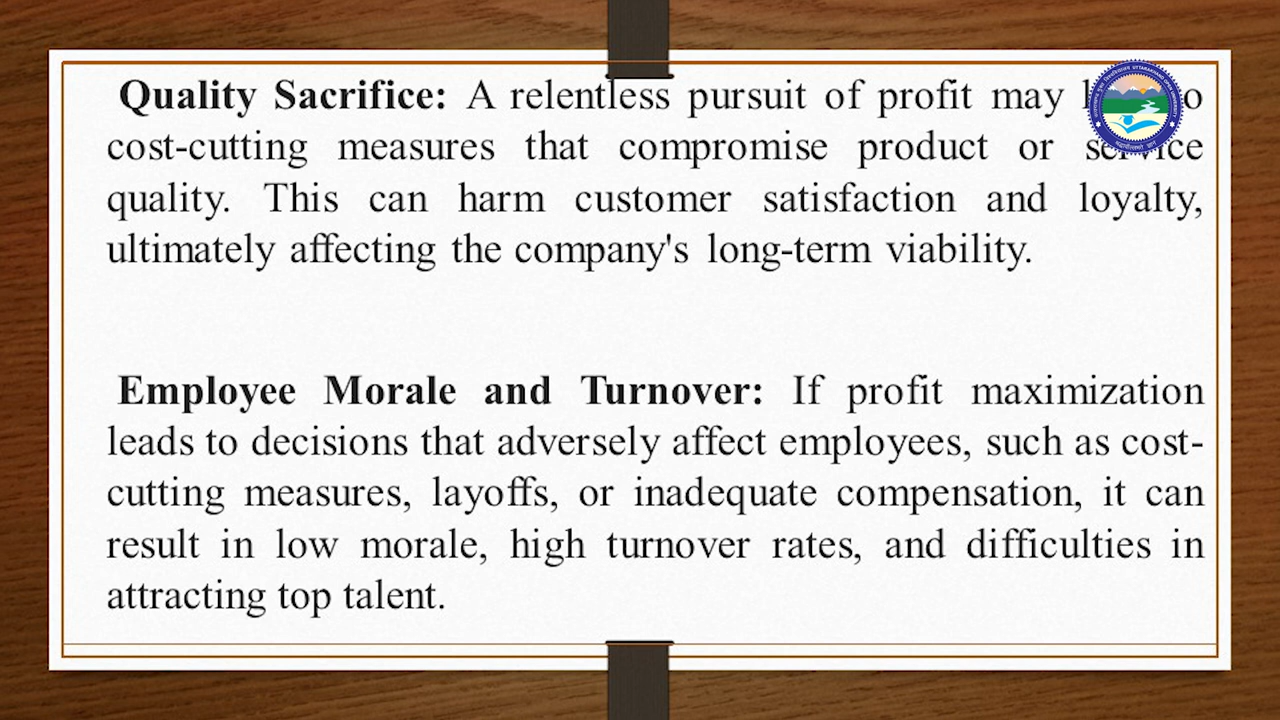 Quality Sacrifice: A relentless pursuit of profit may
cost-cutting measures that compromise product or service
quality. This can harm customer satisfaction and loyalty,
ultimately affecting the company's long-term viability.
Employee Morale and Turnover: If profit maximization
leads to decisions that adversely affect employees, such as cost-
cutting measures, layoffs, or inadequate compensation, it can
result in low morale, high turnover rates, and difficulties in
attracting top talent.